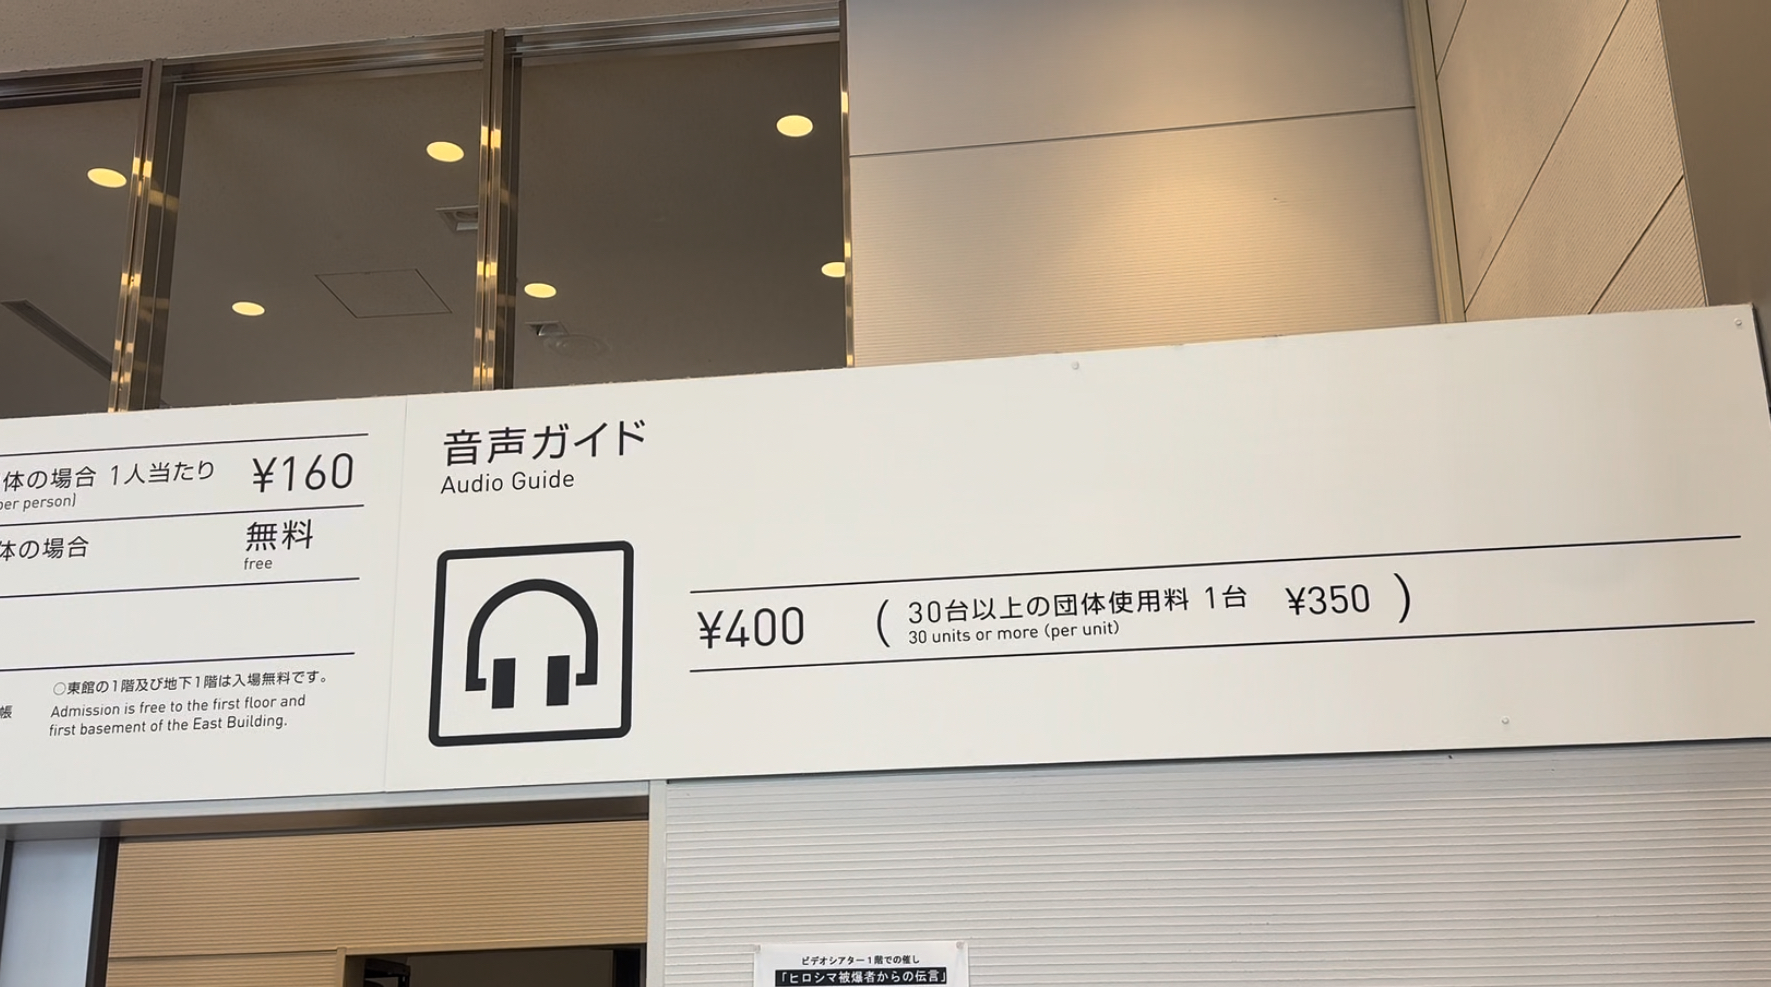 体の場合 1人当たり ¥160
per person)
体の場合 無料
free
○東館の1階及び地下1階は入場無料です。
帳
Admission is free to the first floor and
first basement of the East Building.
音声ガイド
Audio Guide
¥400 ( 30台以上の団体使用料 1台 ¥350 )
30 units or more (per unit)
ビデオシアター1階での催し
「ヒロシマ被爆者からの伝言」